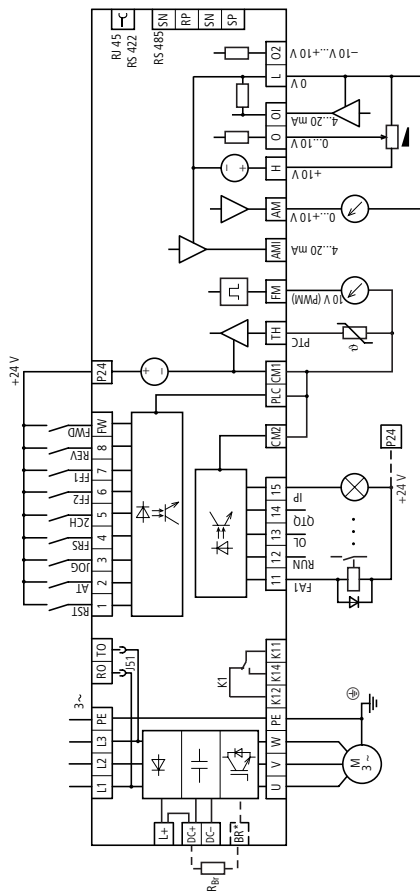 3~
+24 V
RST
AT
JOG
FRS
2CH
FF2
FF1
REV
FWD
RJ 45
RS 422
RS 485
L1
L2
L3
PE
RO
TO
J51
1
2
3
4
5
6
7
8
FW
P24
SN
RP
SN
SP
L+
DC+
DC–
BR*
RBr
K1
U
V
W
PE
K12
K14
K11
11
12
13
14
15
CM2
PLC
CM1
TH
FM
AMI
AM
H
O
OI
L
O2
FA1
RUN
OL
QTQ
IP
PTC
10 V (PWM)
4...20 mA
0...+10 V
+10 V
0...10 V
4...20 mA
0 V
–10 V...+10 V
M
3 ~
ϑ
P24
+24 V